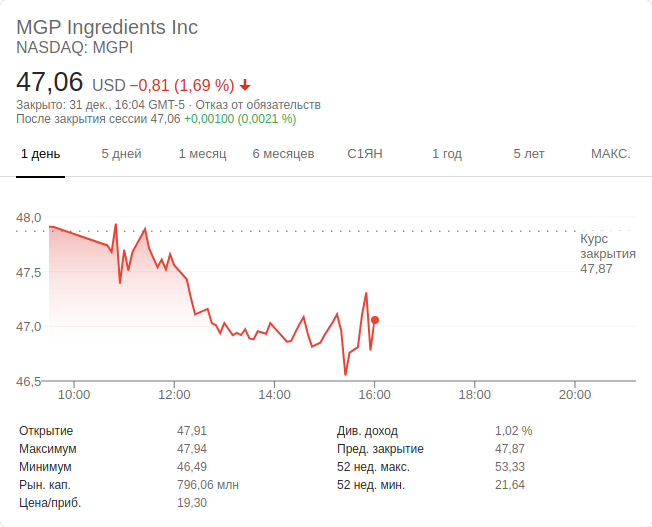 MGP Ingredients Inc
NASDAQ: MGPI
47,06 USD −0,81 (1,69 %)
Закрыто: 31 дек., 16:04 GMT-5 · Отказ от обязательств
После закрытия сессии 47,06 +0,00100 (0,0021 %)
1 день 5 дней 1 месяц 6 месяцев С1ЯН 1 год 5 лет МАКС.
48,0
Курс
закрытия
47,87
47,5
47,0
46,5
10:00 12:00 14:00 16:00 18:00 20:00
Открытие 47,91 Див. доход 1,02 %
Максимум 47,94 Пред. закрытие 47,87
Минимум 46,49 52 нед. макс. 53,33
Рын. кап. 796,06 млн 52 нед. мин. 21,64
Цена/приб. 19,30